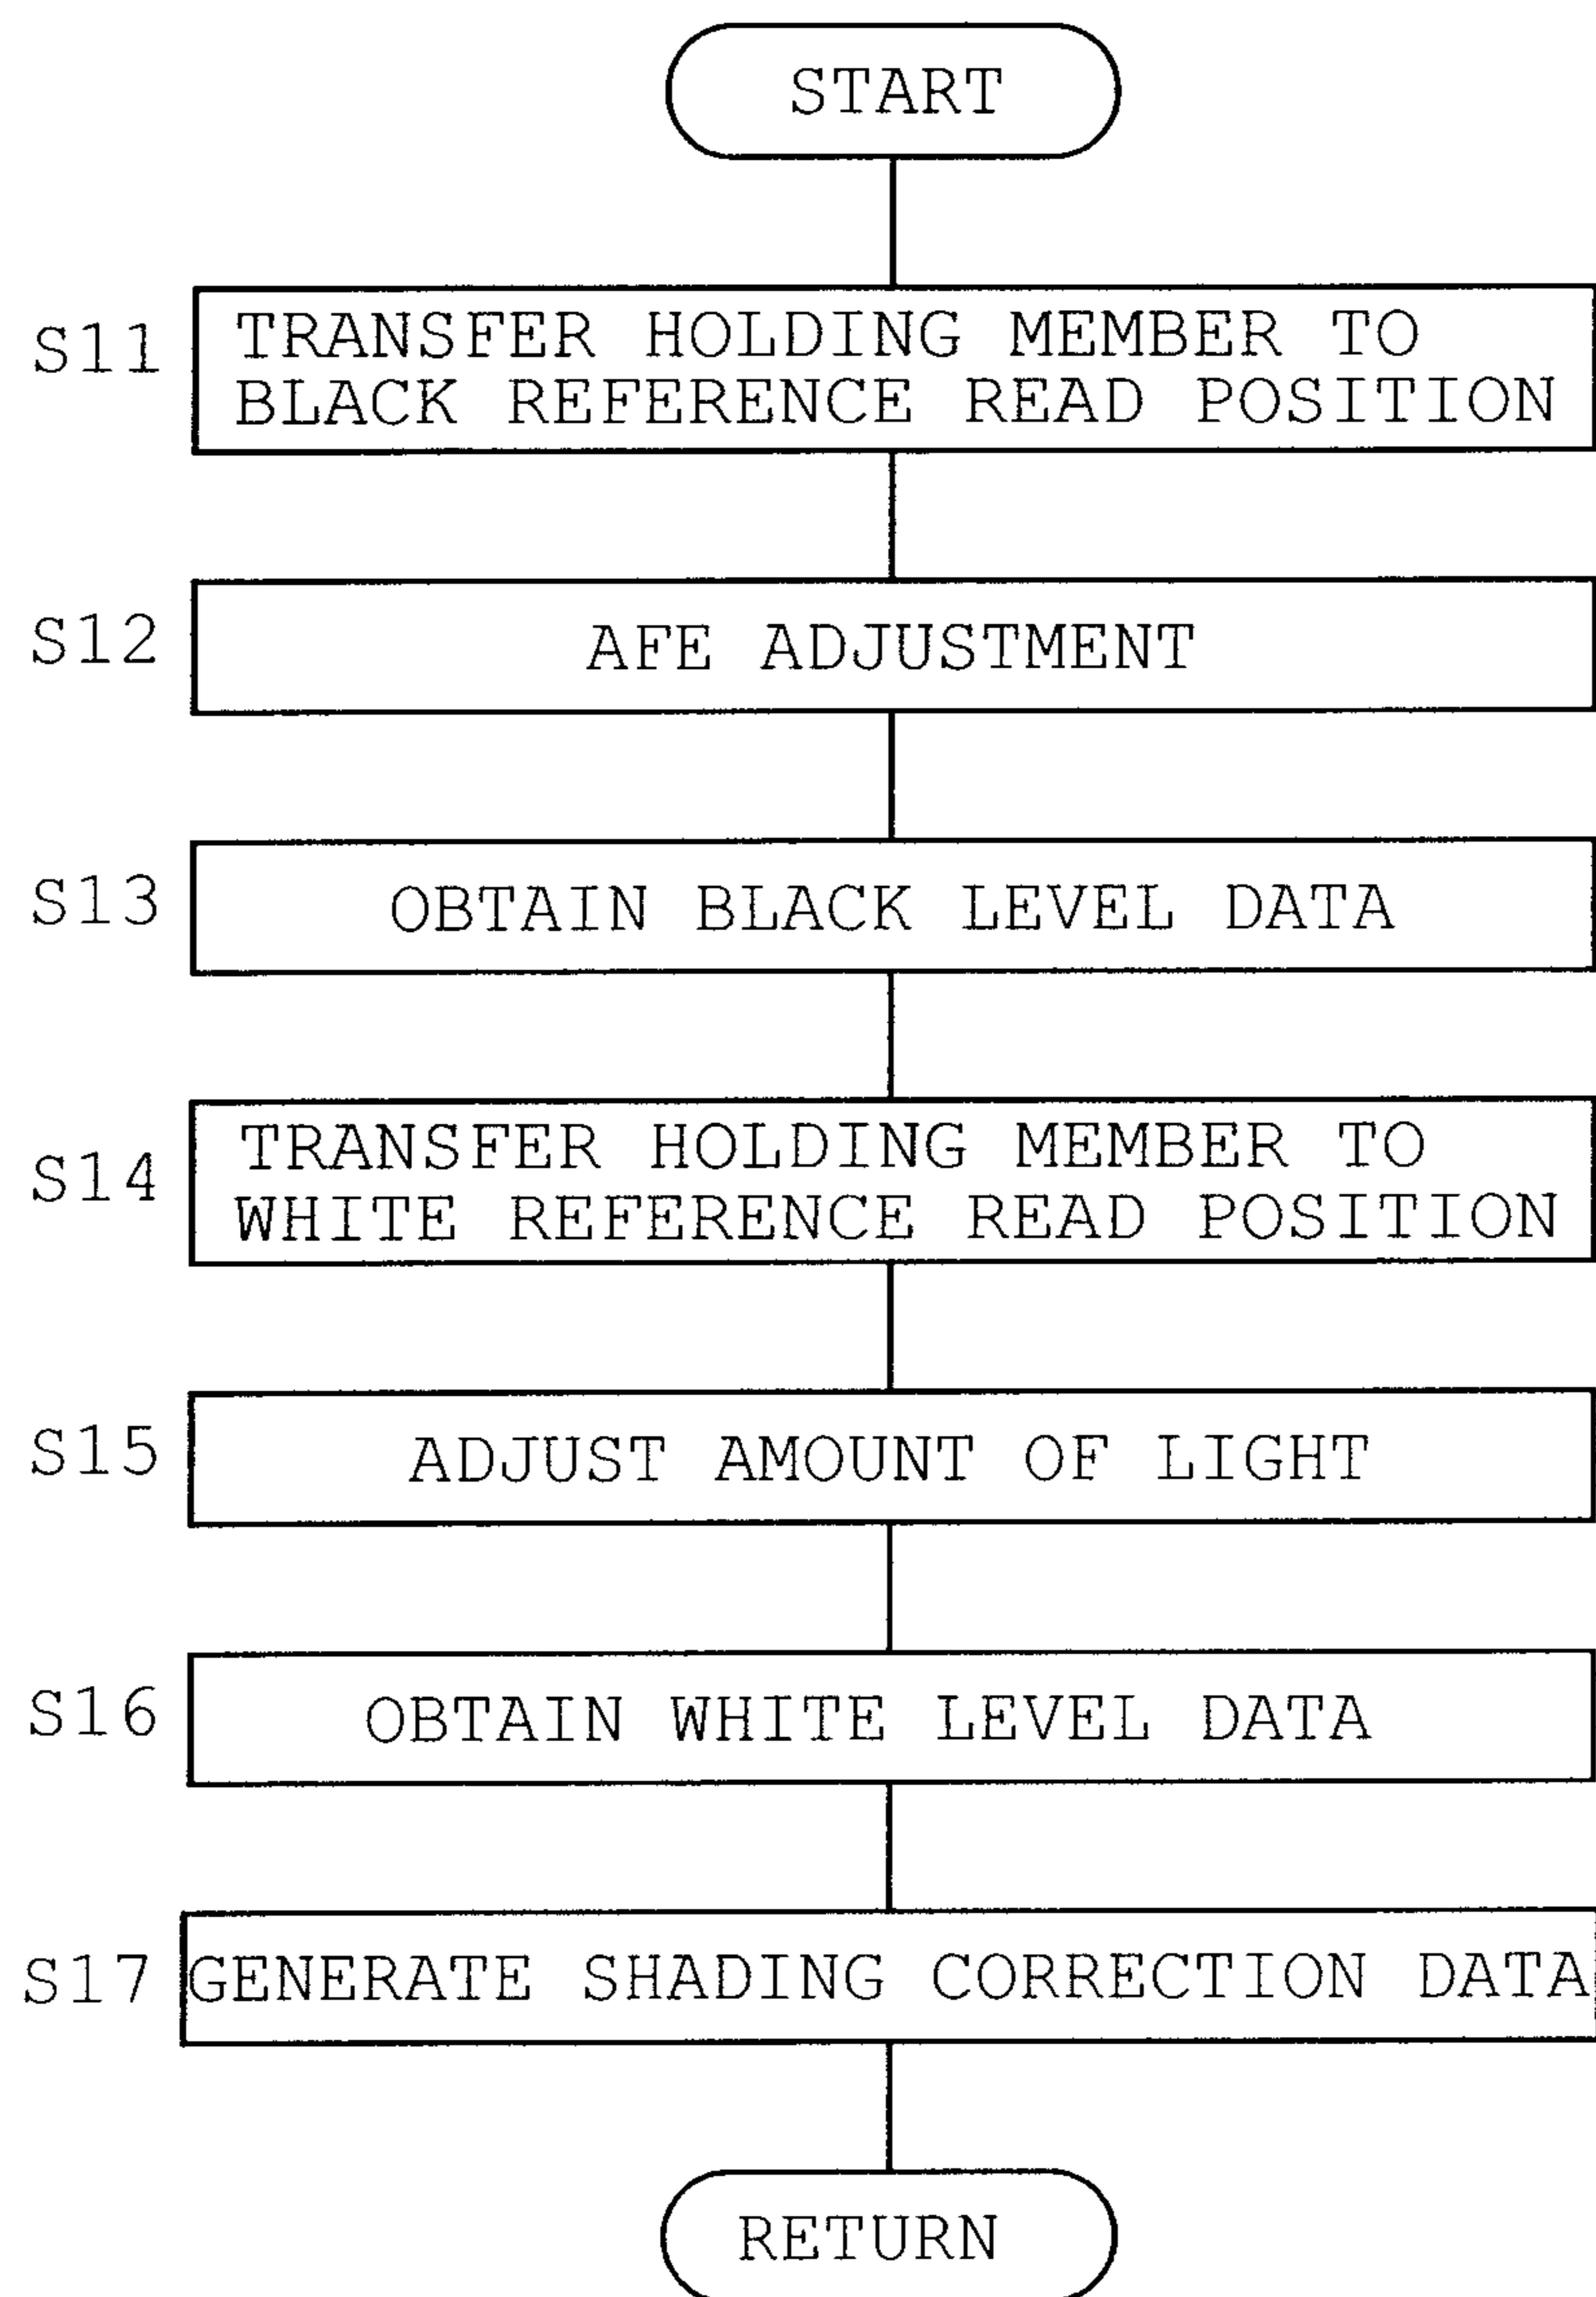 START
S11 TRANSFER HOLDING MEMBER TO
BLACK REFERENCE READ POSITION
S12 AFE ADJUSTMENT
S13 OBTAIN BLACK LEVEL DATA
S14 TRANSFER HOLDING MEMBER TO
WHITE REFERENCE READ POSITION
S15 ADJUST AMOUNT OF LIGHT
S16 OBTAIN WHITE LEVEL DATA
S17 GENERATE SHADING CORRECTION DATA
RETURN